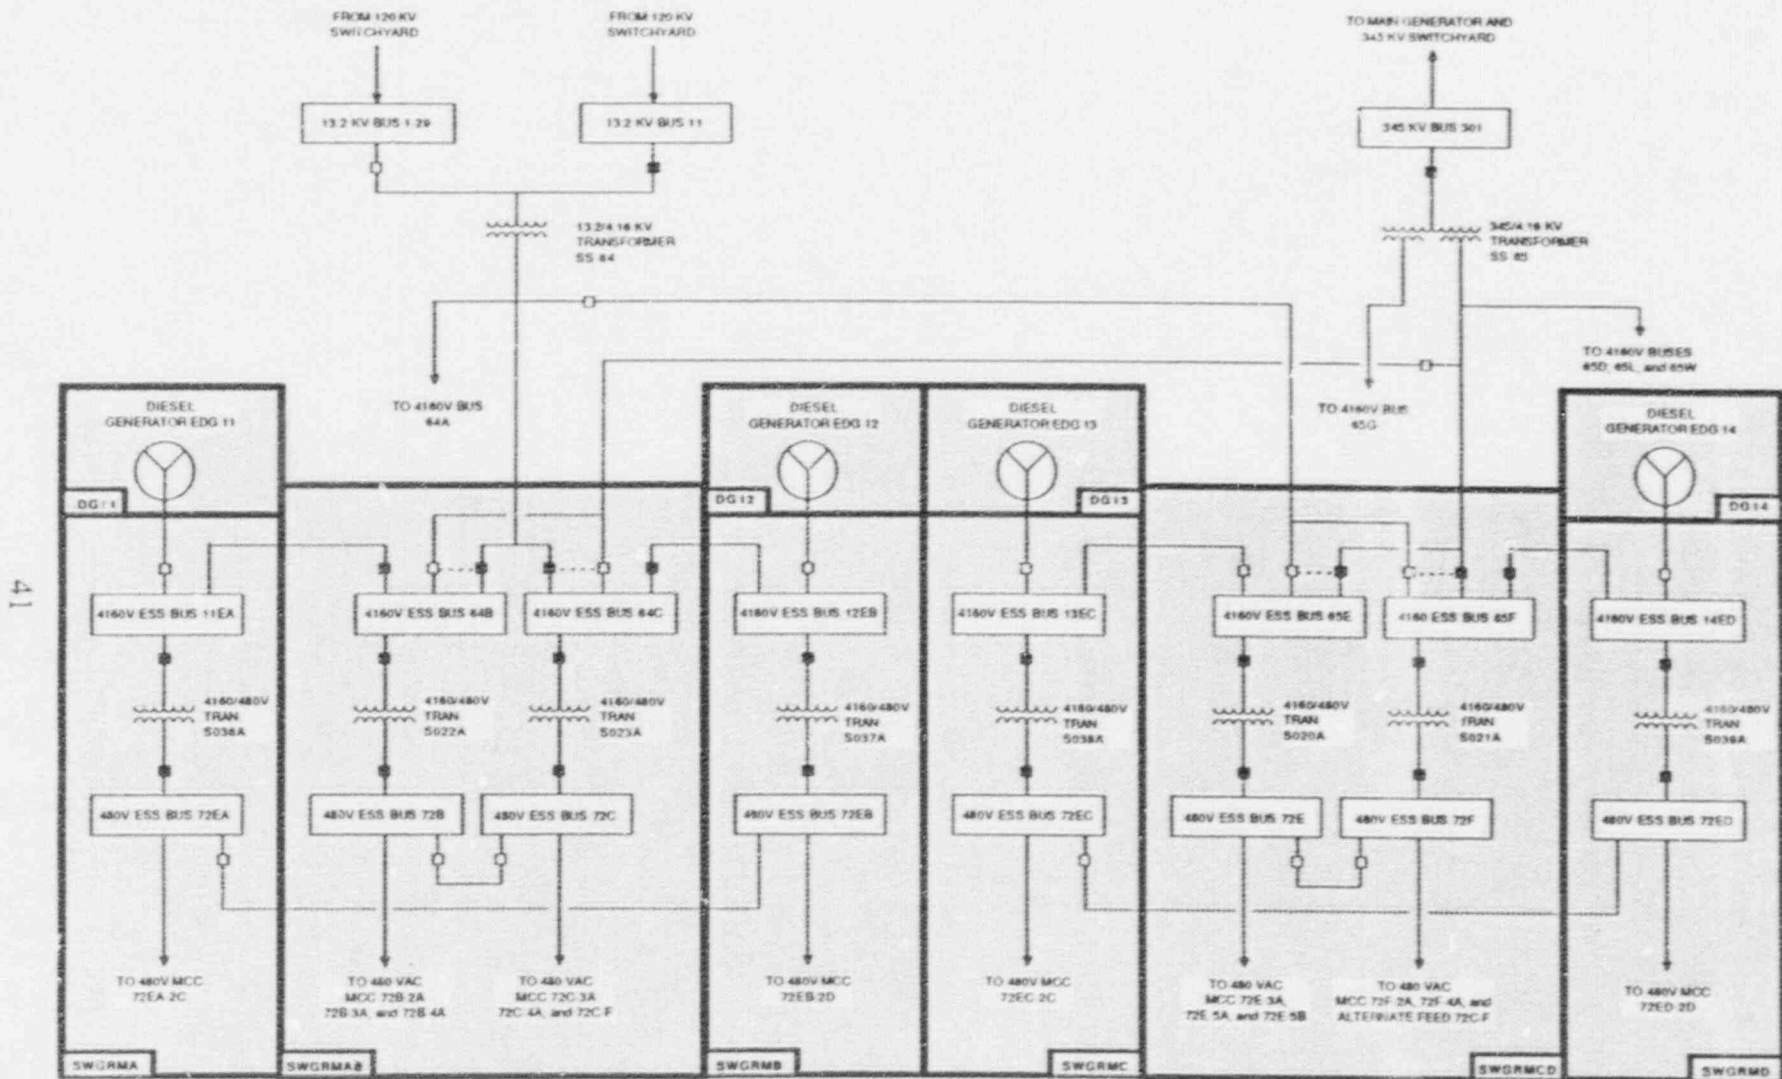 FROM 120 KV
SWITCHYARD
FROM 120 KV
SWITCHYARD
TO MAIN GENERATOR AND
345 KV SWITCHYARD
13.2 KV BUS 1-29
13.2 KV BUS 11
345 KV BUS 301
13.2/4.16 KV
TRANSFORMER
SS 64
345/4.16 KV
TRANSFORMER
SS 65
TO 4160V BUS
64A
TO 4160V BUS
65G
TO 4160V BUSES
65D, 65L, and 65W
DIESEL
GENERATOR EDG 11
DIESEL
GENERATOR EDG 12
DIESEL
GENERATOR EDG 13
DIESEL
GENERATOR EDG 14
DG11
DG12
DG13
DG14
4160V ESS BUS 11EA
4160V ESS BUS 64B
4160V ESS BUS 64C
4160V ESS BUS 12EB
4160V ESS BUS 13EC
4160V ESS BUS 65E
4160 ESS BUS 65F
4160V ESS BUS 14ED
4160/480V
TRAN
S036A
4160/480V
TRAN
S022A
4160/480V
TRAN
S023A
4160/480V
TRAN
S037A
4160/480V
TRAN
S038A
4160/480V
TRAN
S020A
4160/480V
TRAN
S021A
4160/480V
TRAN
S039A
480V ESS BUS 72EA
480V ESS BUS 72B
480V ESS BUS 72C
480V ESS BUS 72EB
480V ESS BUS 72EC
480V ESS BUS 72E
480V ESS BUS 72F
480V ESS BUS 72ED
TO 480V MCC
72EA-2C
TO 480 VAC
MCC 72B-2A
72B-3A, and 72B-4A
TO 480 VAC
MCC 72C-3A
72C-4A, and 72C-F
TO 480V MCC
72EB-2D
TO 480V MCC
72EC-2C
TO 480 VAC
MCC 72E-3A,
72E-5A, and 72E-5B
TO 480 VAC
MCC 72F-2A, 72F-4A, and
ALTERNATE FEED 72C-F
TO 480V MCC
72ED-2D
SWGRMA
SWGRMAB
SWGRMB
SWGRMC
SWGRMCD
SWGRMD
41